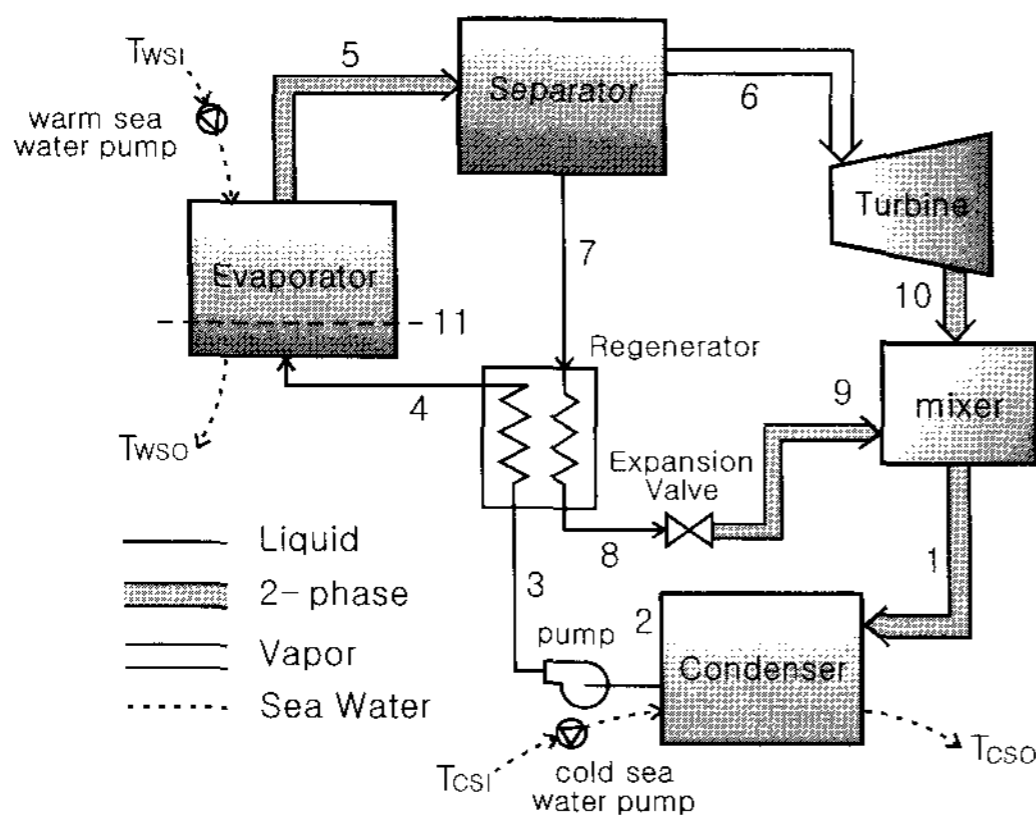 TWSI
5
Separator
6
warm sea
water pump
Turbine
7
Evaporator
10
11
Regenerator
4
9
mixer
TWSO
Expansion
Valve
Liquid
8
1
3
2
2- phase
pump
Vapor
Condenser
Sea Water
TCSI
cold sea
water pump
TCSO